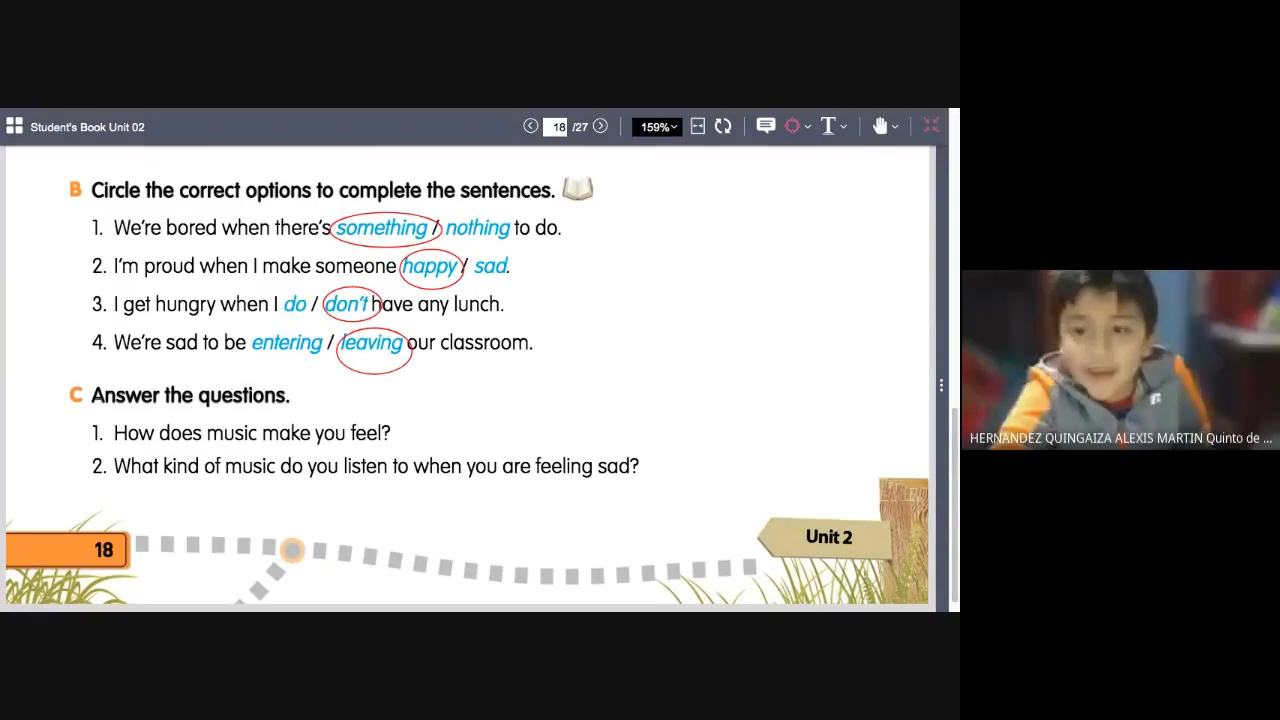 Student's Book Unit 02
18 /27
159%
T
B Circle the correct options to complete the sentences.
1. We're bored when there's something / nothing to do.
2. I'm proud when I make someone happy / sad.
3. I get hungry when I do / don't have any lunch.
4. We're sad to be entering / leaving our classroom.
C Answer the questions.
1. How does music make you feel?
2. What kind of music do you listen to when you are feeling sad?
18
Unit 2
HERNANDEZ QUINGAIZA ALEXIS MARTIN Quinto de ...